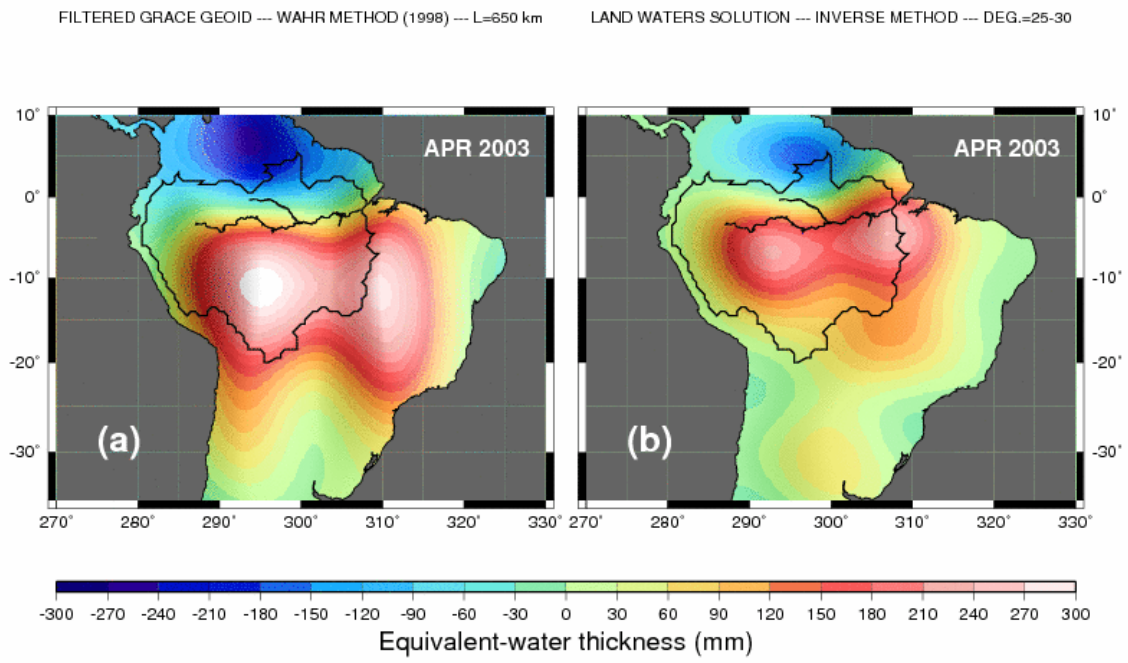 FILTERED GRACE GEOID --- WAHR METHOD (1998) --- L=650 km
LAND WATERS SOLUTION --- INVERSE METHOD --- DEG.=25-30
10˚ 10˚
APR 2003 APR 2003
0˚ 0˚
-10˚ -10˚
-20˚ -20˚
(a) (b)
-30˚ -30˚
270˚ 280˚ 290˚ 300˚ 310˚ 320˚ 330˚
270˚ 280˚ 290˚ 300˚ 310˚ 320˚ 330˚
-300 -270 -240 -210 -180 -150 -120 -90 -60 -30 0 30 60 90 120 150 180 210 240 270 300
Equivalent-water thickness (mm)